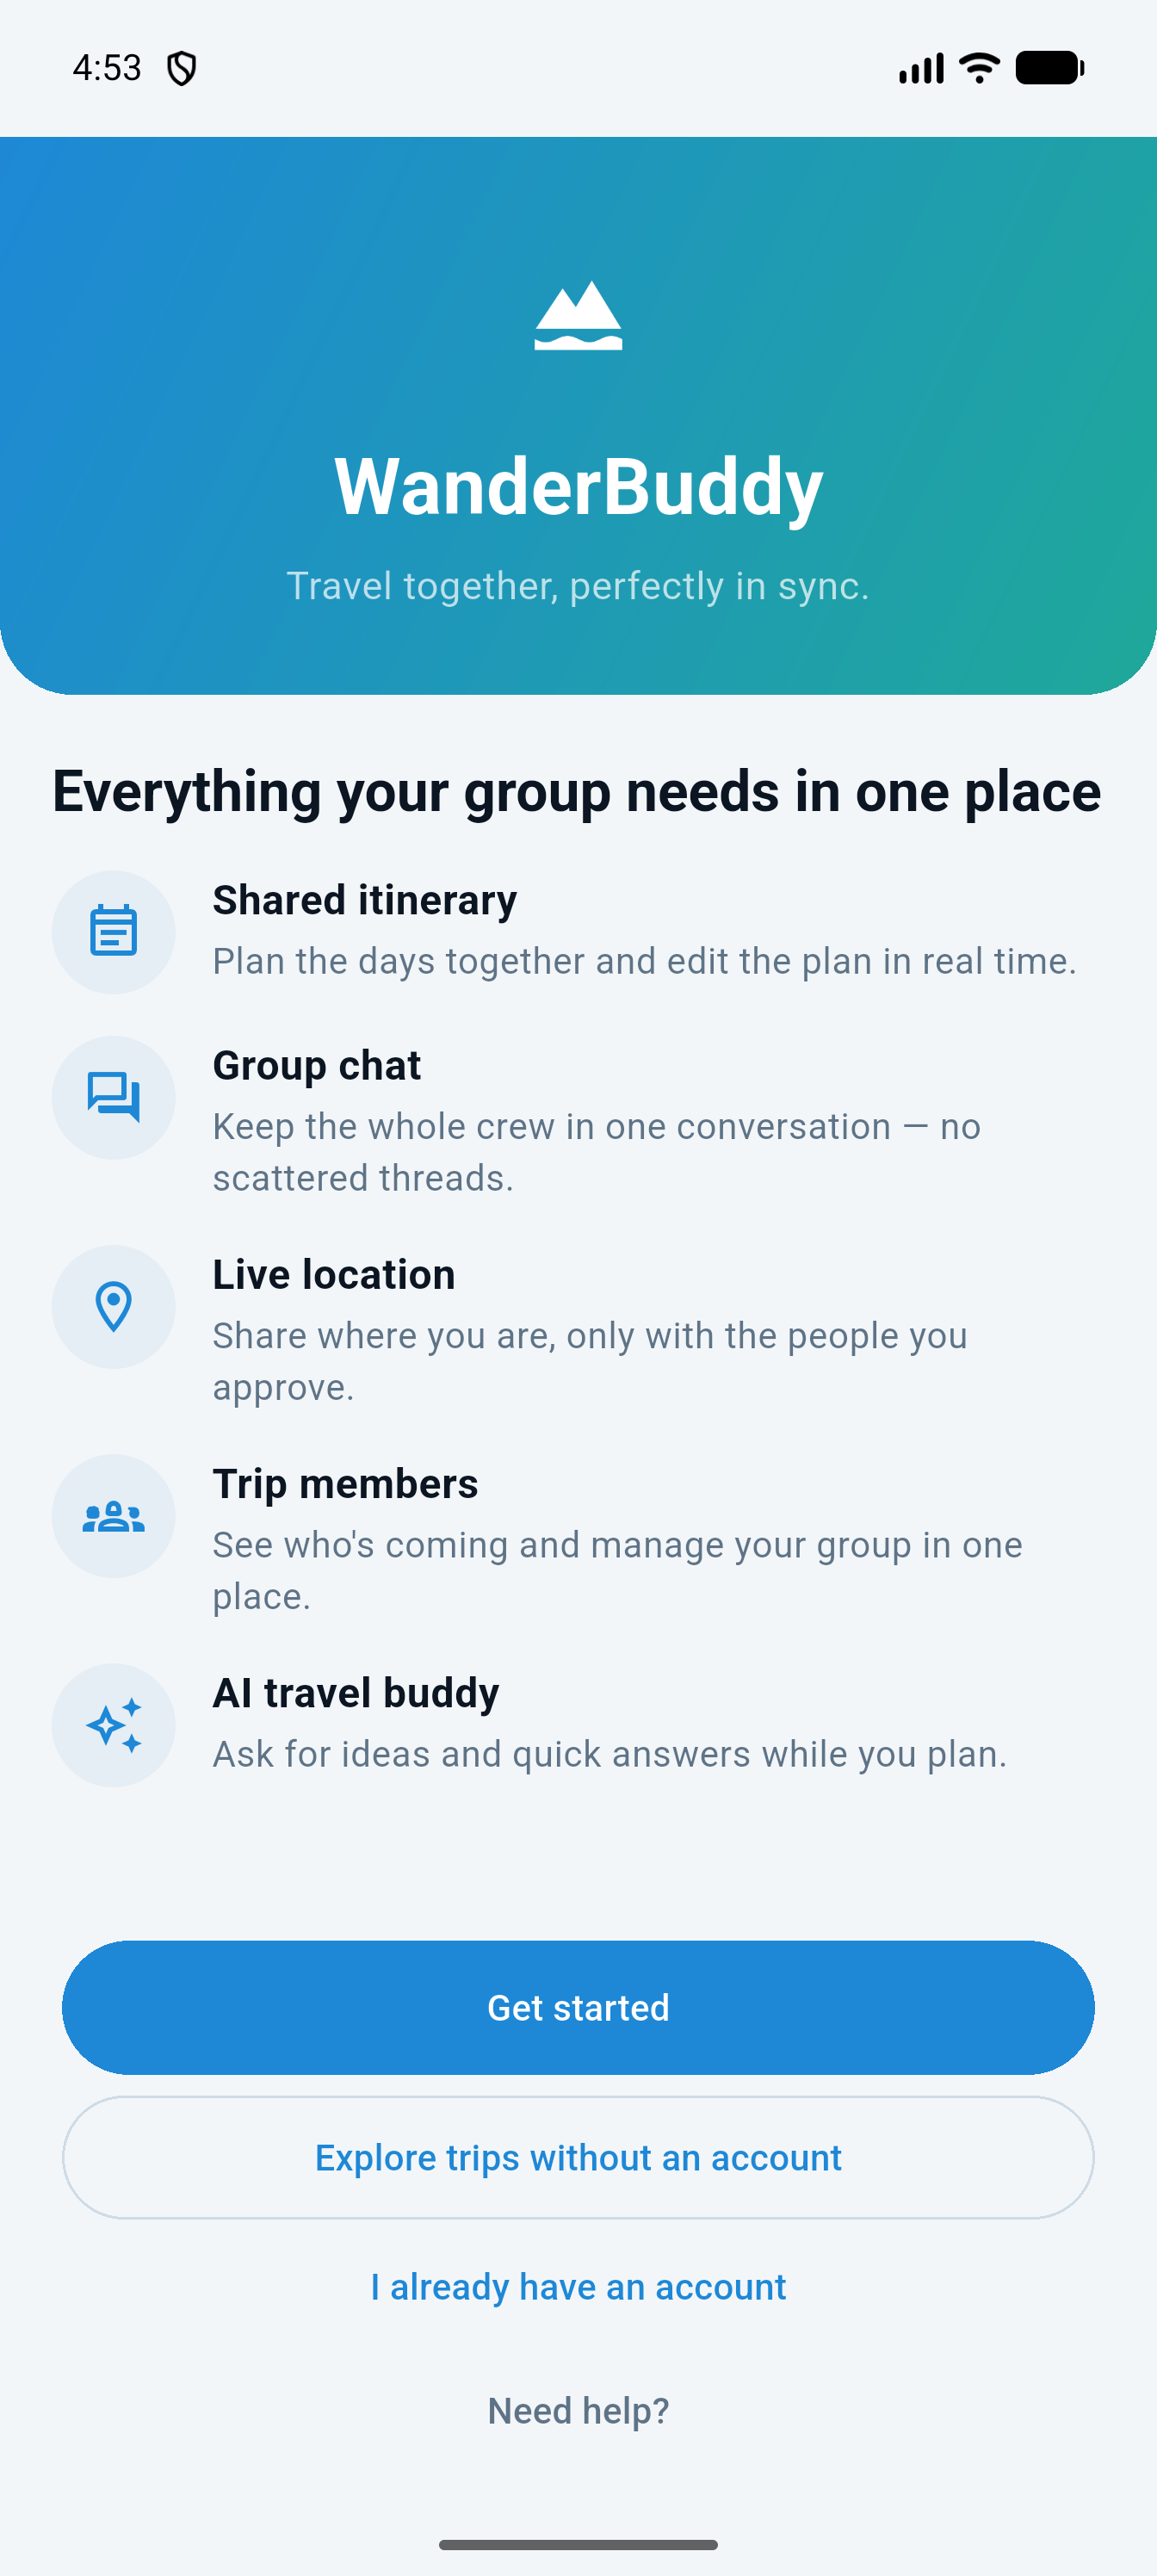 4:53
WanderBuddy
Travel together, perfectly in sync.
Everything your group needs in one place
Shared itinerary
Plan the days together and edit the plan in real time.
Group chat
Keep the whole crew in one conversation — no
scattered threads.
Live location
Share where you are, only with the people you
approve.
Trip members
See who's coming and manage your group in one
place.
AI travel buddy
Ask for ideas and quick answers while you plan.
Get started
Explore trips without an account
I already have an account
Need help?